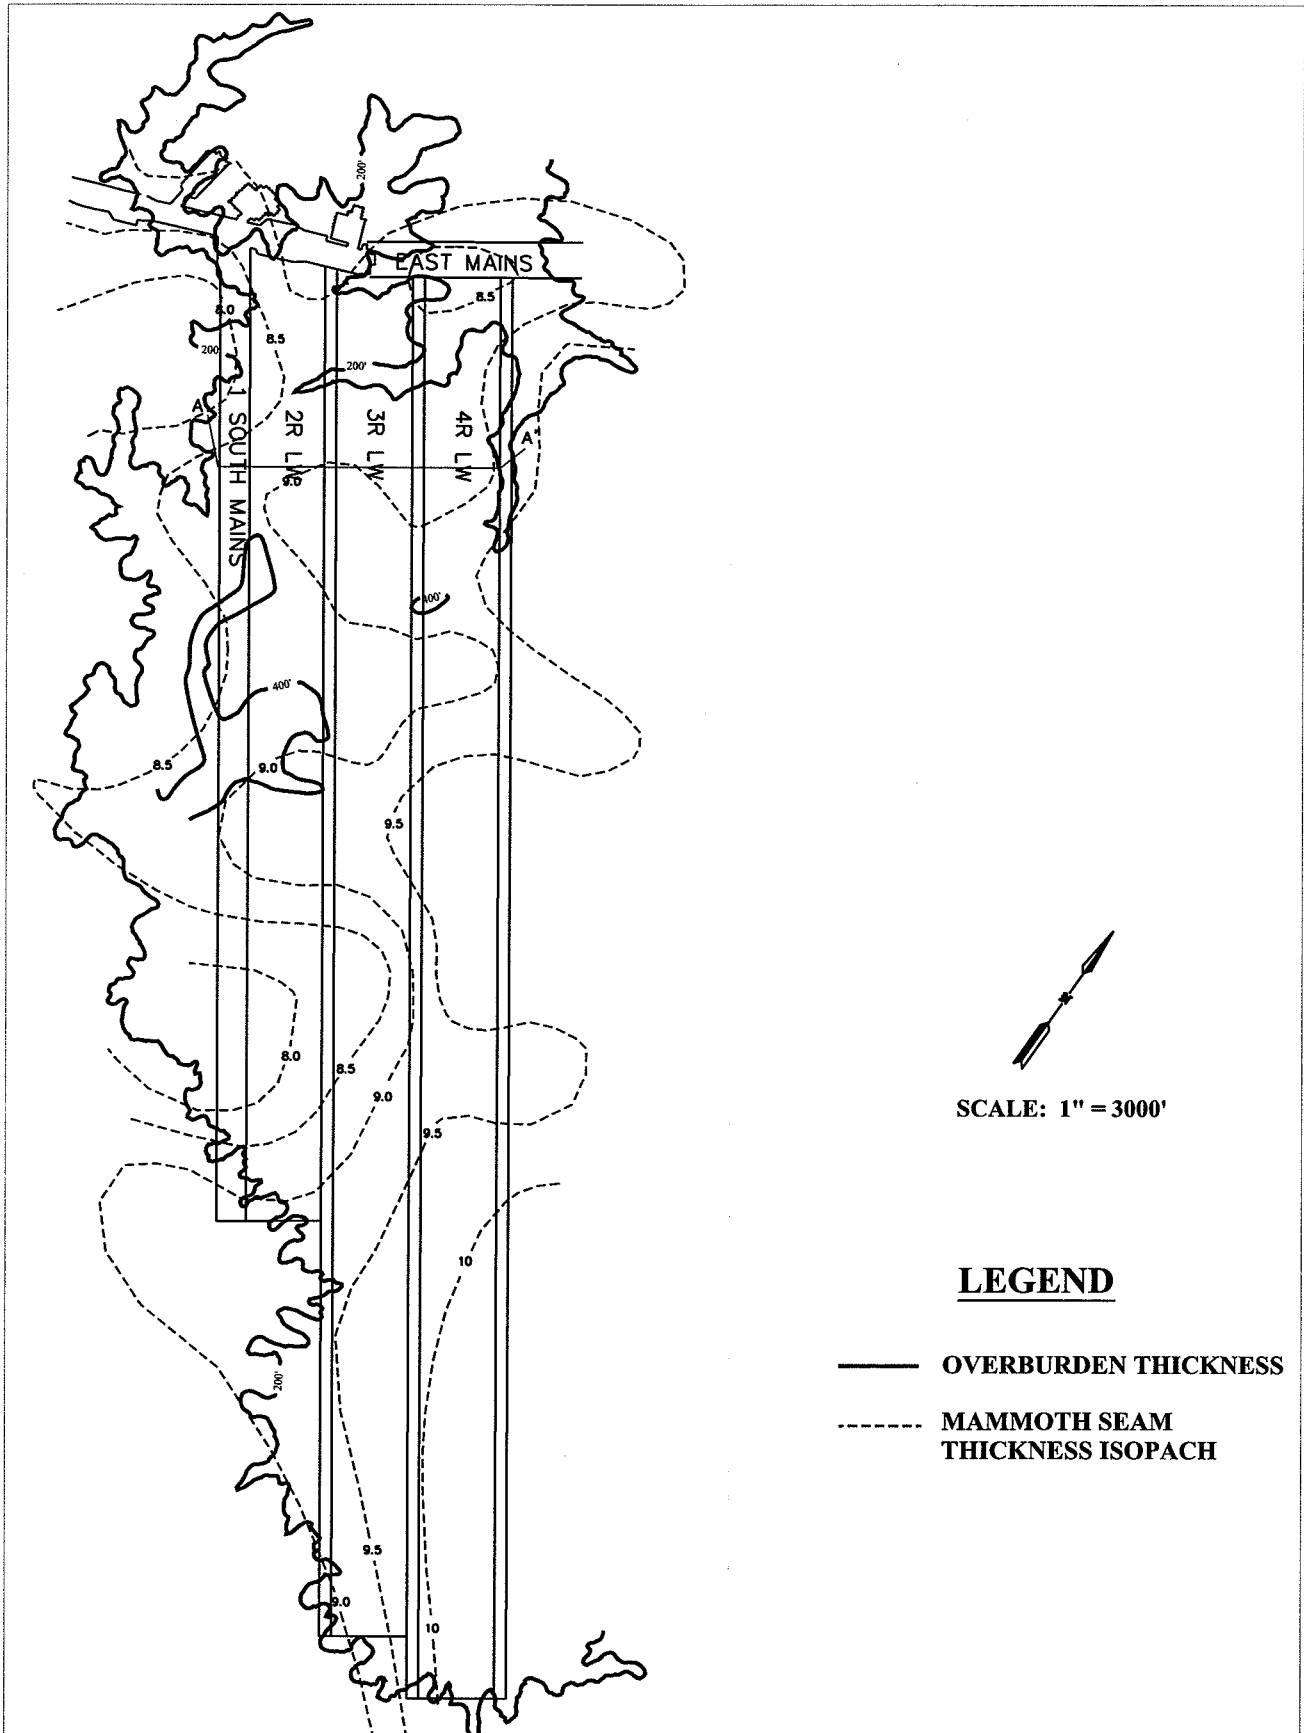 200'
1 EAST MAINS
8.5
8.0
8.5
200'
200'
A
1 SOUTH MAINS
2R LW
3R LW
4R LW
A'
9.0
400'
400'
8.5
9.0
9.5
8.0
8.5
9.0
9.5
N
SCALE: 1" = 3000'
10
LEGEND
OVERBURDEN THICKNESS
MAMMOTH SEAM
THICKNESS ISOPACH
200'
9.5
9.0
10